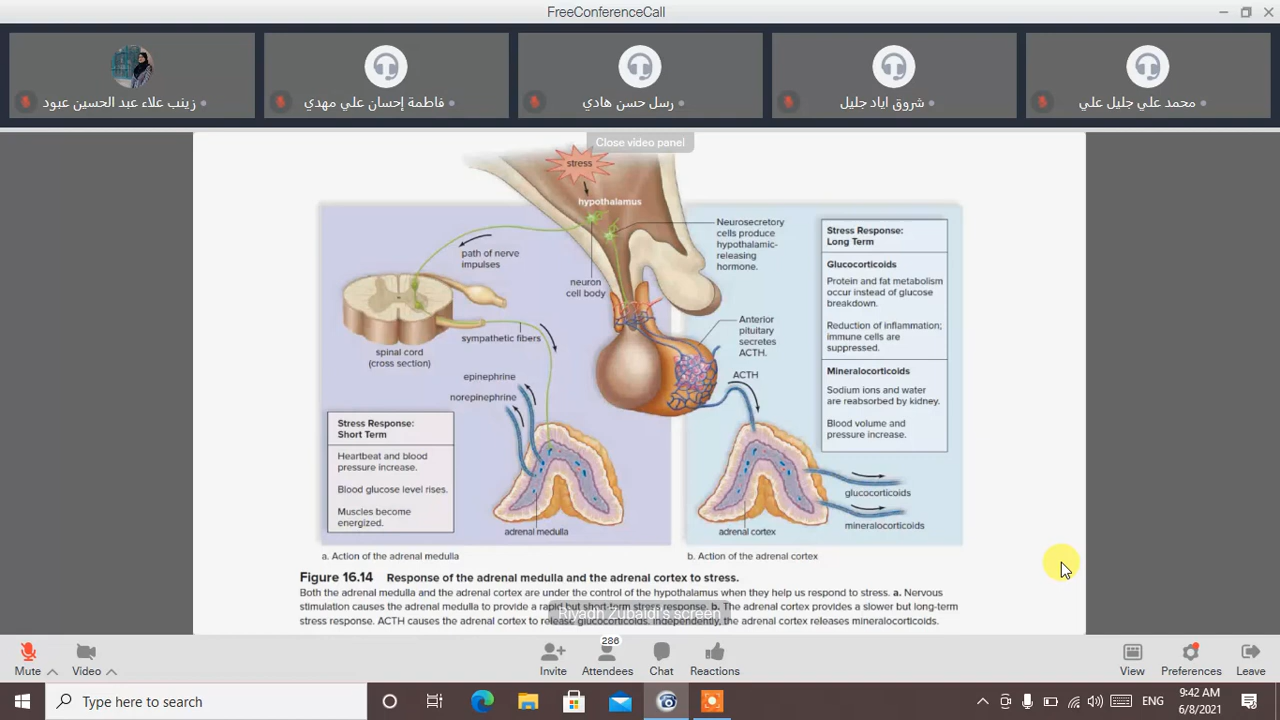 FreeConferenceCall
زينب علاء عبد الحسين عبود
فاطمة إحسان علي مهدي
رسل حسن هادي
شروق اياد جليل
محمد علي جليل علي
Close video panel
stress
hypothalamus
path of nerve
impulses
neuron
cell body
Neurosecretory
cells produce
hypothalamic-
releasing
hormone.
spinal cord
(cross section)
sympathetic fibers
Anterior
pituitary
secretes
ACTH.
ACTH
epinephrine
norepinephrine
Stress Response:
Short Term
Heartbeat and blood
pressure increase.
Blood glucose level rises.
Muscles become
energized.
adrenal medulla
Stress Response:
Long Term
Glucocorticoids
Protein and fat metabolism
occur instead of glucose
breakdown.
Reduction of inflammation;
immune cells are
suppressed.
Mineralocorticoids
Sodium ions and water
are reabsorbed by kidney.
Blood volume and
pressure increase.
glucocorticoids
mineralocorticoids
adrenal cortex
a. Action of the adrenal medulla
b. Action of the adrenal cortex
Figure 16.14 Response of the adrenal medulla and the adrenal cortex to stress.
Both the adrenal medulla and the adrenal cortex are under the control of the hypothalamus when they help us respond to stress. a. Nervous
stimulation causes the adrenal medulla to provide a rapid but short-term stress response. b. The adrenal cortex provides a slower but long-term
stress response. ACTH causes the adrenal cortex to release glucocorticoids. Independently, the adrenal cortex releases mineralocorticoids.
Riyadh Zubaidi's screen
286
Mute
Video
Invite
Attendees
Chat
Reactions
View
Preferences
Leave
Type here to search
ENG
9:42 AM
6/8/2021